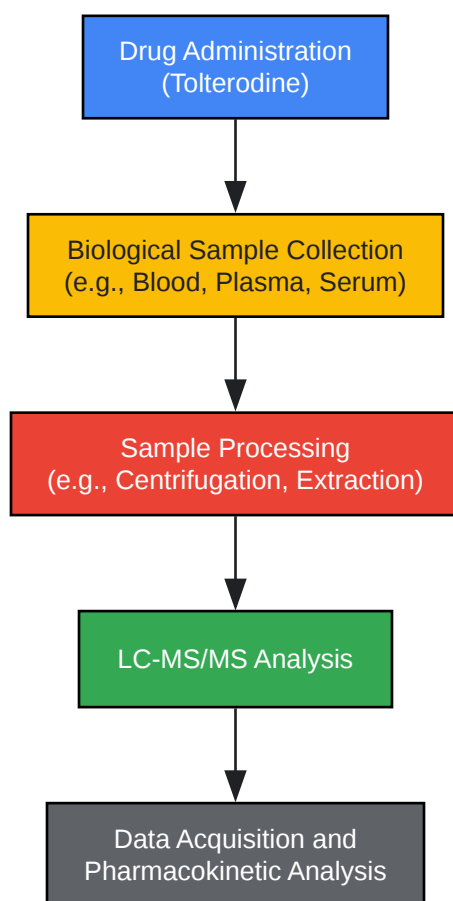 Drug Administration
(Tolterodine)
Biological Sample Collection
(e.g., Blood, Plasma, Serum)
Sample Processing
(e.g., Centrifugation, Extraction)
LC-MS/MS Analysis
Data Acquisition and
Pharmacokinetic Analysis